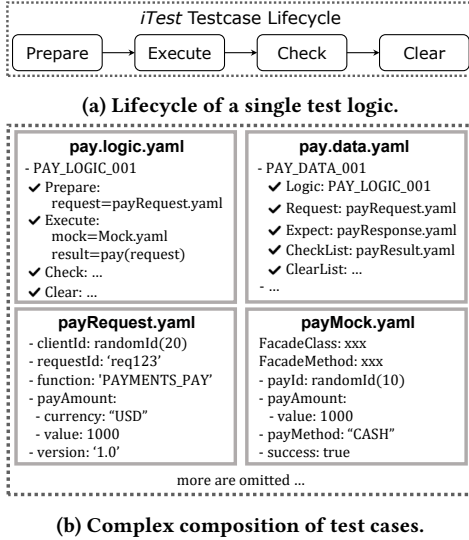 iTest Testcase Lifecycle
Prepare Execute Check Clear
(a) Lifecycle of a single test logic.
pay.logic.yaml
- PAY_LOGIC_001
✓ Prepare:
request=payRequest.yaml
✓ Execute:
mock=Mock.yaml
result=pay(request)
✓ Check: ...
✓ Clear: ...
pay.data.yaml
- PAY_DATA_001
✓ Logic: PAY_LOGIC_001
✓ Request: payRequest.yaml
✓ Expect: payResponse.yaml
✓ CheckList: payResult.yaml
✓ ClearList: ...
- ...
payRequest.yaml
- clientId: randomId(20)
- requestId: 'req123’
- function: 'PAYMENTS_PAY'
- payAmount:
- currency: “USD”
- value: 1000
- version: ‘1.0’
payMock.yaml
FacadeClass: xxx
FacadeMethod: xxx
- payId: randomId(10)
- payAmount:
- value: 1000
- payMethod: “CASH”
- success: true
more are omitted ...
(b) Complex composition of test cases.